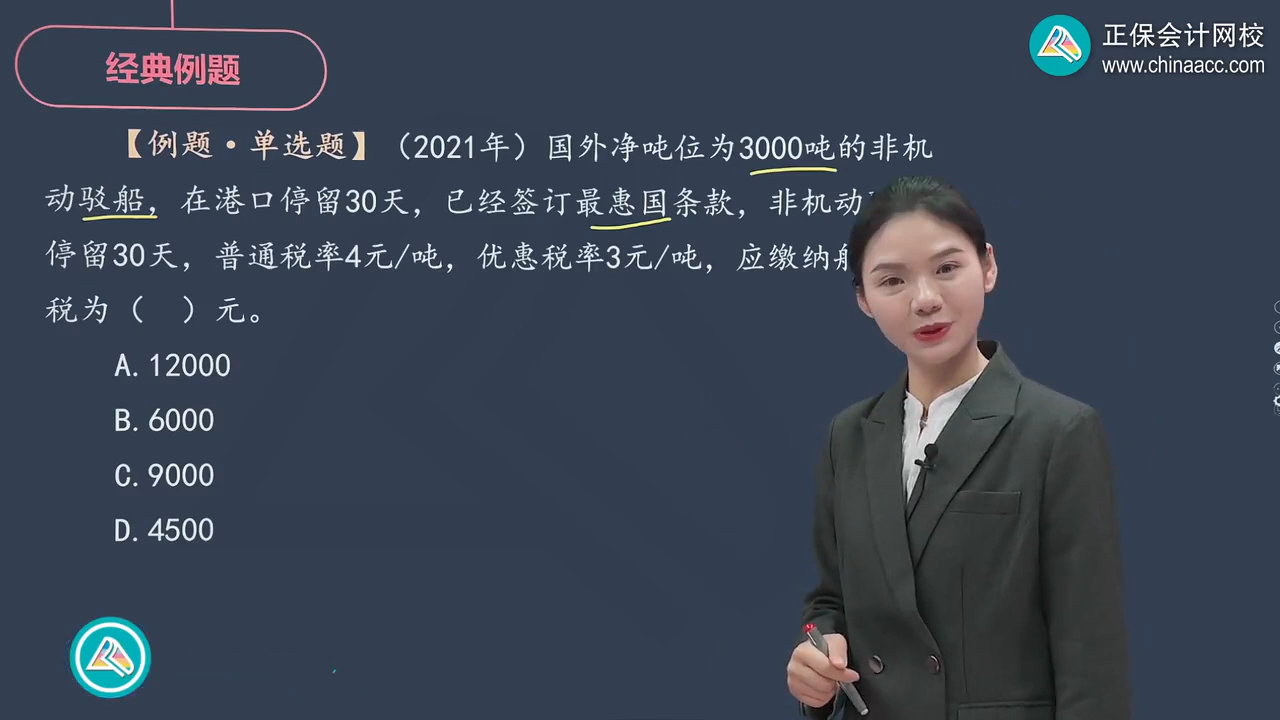 经典例题
正保会计网校
www.chinaacc.com
【例题·单选题】（2021年）国外净吨位为3000吨的非机
动驳船，在港口停留30天，已经签订最惠国条款，非机动
停留30天，普通税率4元/吨，优惠税率3元/吨，应缴纳
税为（ ）元。
A. 12000
B. 6000
C. 9000
D. 4500